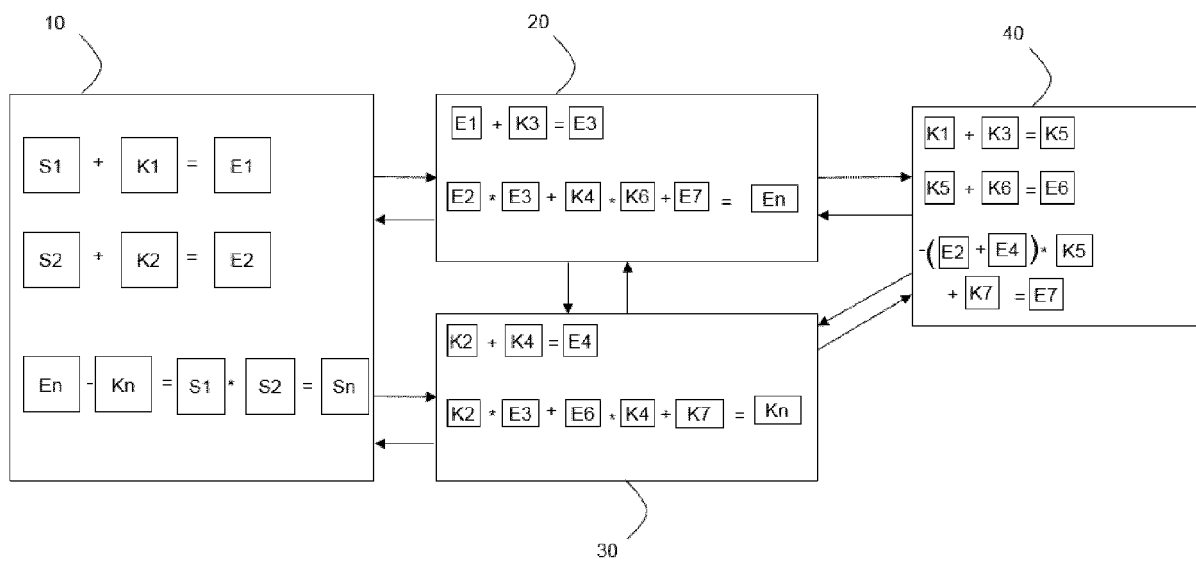 10
20
40
S1 + K1 = E1
S2 + K2 = E2
En - Kn = S1 * S2 = Sn
E1 + K3 = E3
E2 * E3 + K4 * K6 + E7 = En
K2 + K4 = E4
K2 * E3 + E6 * K4 + K7 = Kn
K1 + K3 = K5
K5 + K6 = E6
-(E2 + E4)* K5
+ K7 = E7
30